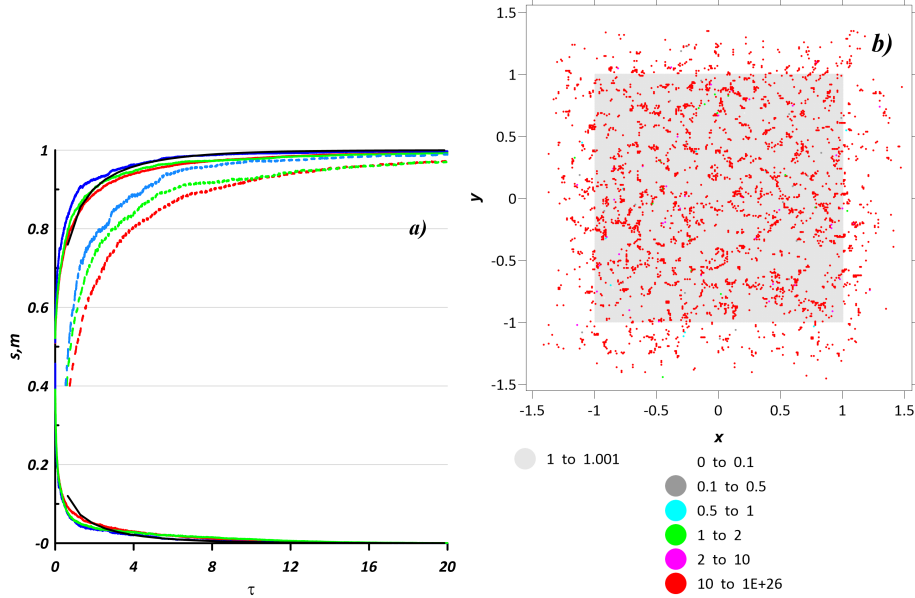 a)
1
0.8
0.6
0.4
0.2
-0
s,m
0 4 8 12 16 20
τ
b)
1.5
1
0.5
0
-0.5
-1
-1.5
y
-1.5 -1 -0.5 0 0.5 1 1.5
x
1 to 1.001
0 to 0.1
0.1 to 0.5
0.5 to 1
1 to 2
2 to 10
10 to 1E+26